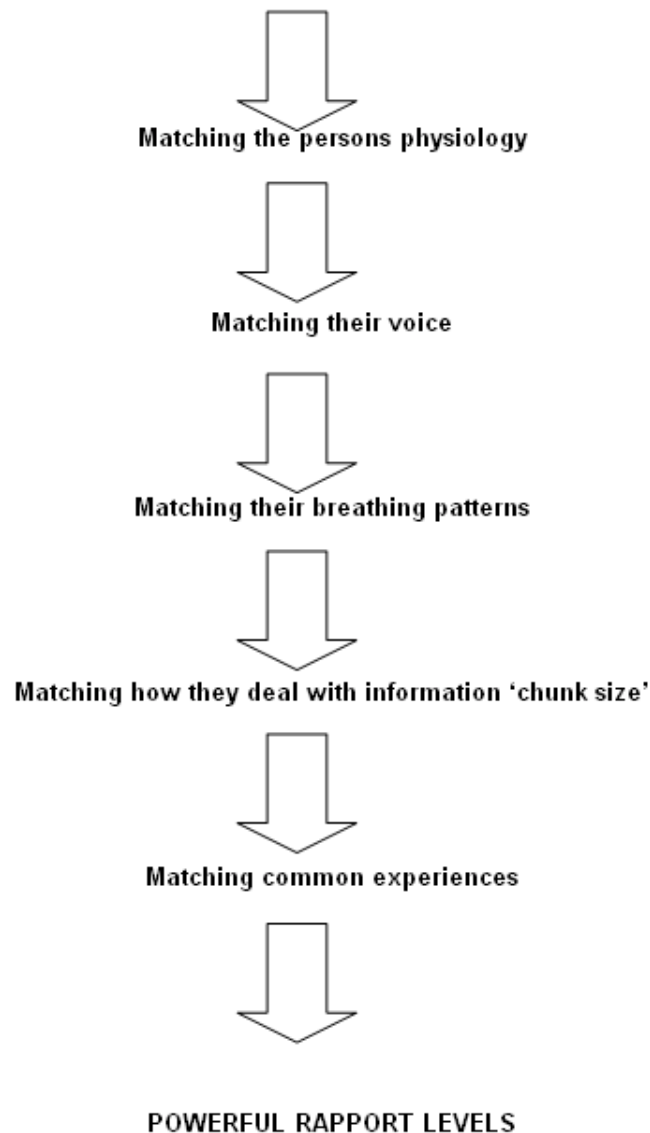 Matching the persons physiology
Matching their voice
Matching their breathing patterns
Matching how they deal with information ‘chunk size’
Matching common experiences
POWERFUL RAPPORT LEVELS